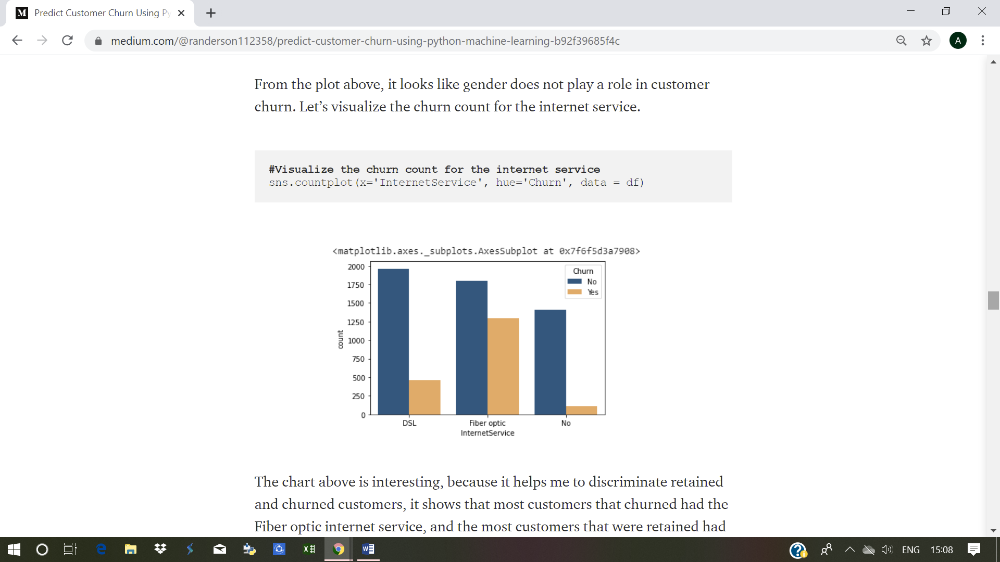 M Predict Customer Churn Using Py
medium.com/@randerson112358/predict-customer-churn-using-python-machine-learning-b92f39685f4c
A
From the plot above, it looks like gender does not play a role in customer
churn. Let’s visualize the churn count for the internet service.
#Visualize the churn count for the internet service
sns.countplot(x='InternetService', hue='Churn', data = df)
<matplotlib.axes._subplots.AxesSubplot at 0x7f6f5d3a7908>
2000
1750
1500
1250
1000
750
500
250
0
count
Churn
No
Yes
DSL
Fiber optic
No
InternetService
The chart above is interesting, because it helps me to discriminate retained
and churned customers, it shows that most customers that churned had the
Fiber optic internet service, and the most customers that were retained had
ENG
15:08